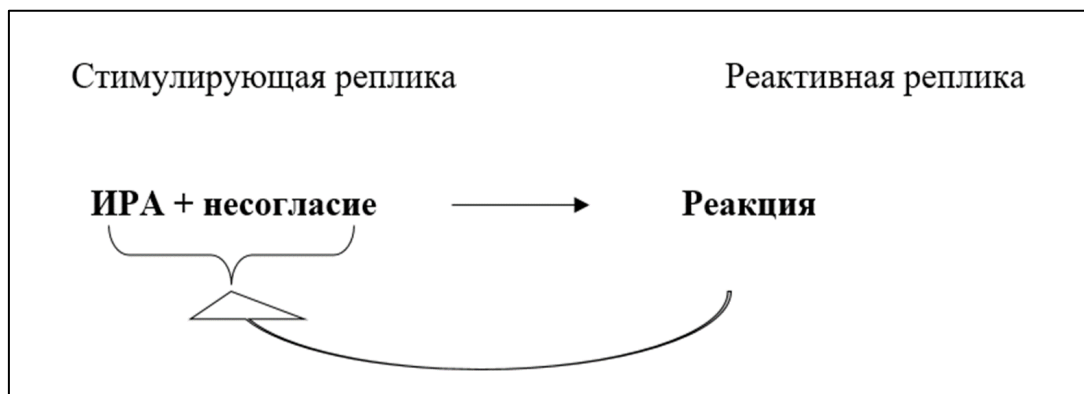 Стимулирующая реплика Реактивная реплика
ИРА + несогласие Реакция